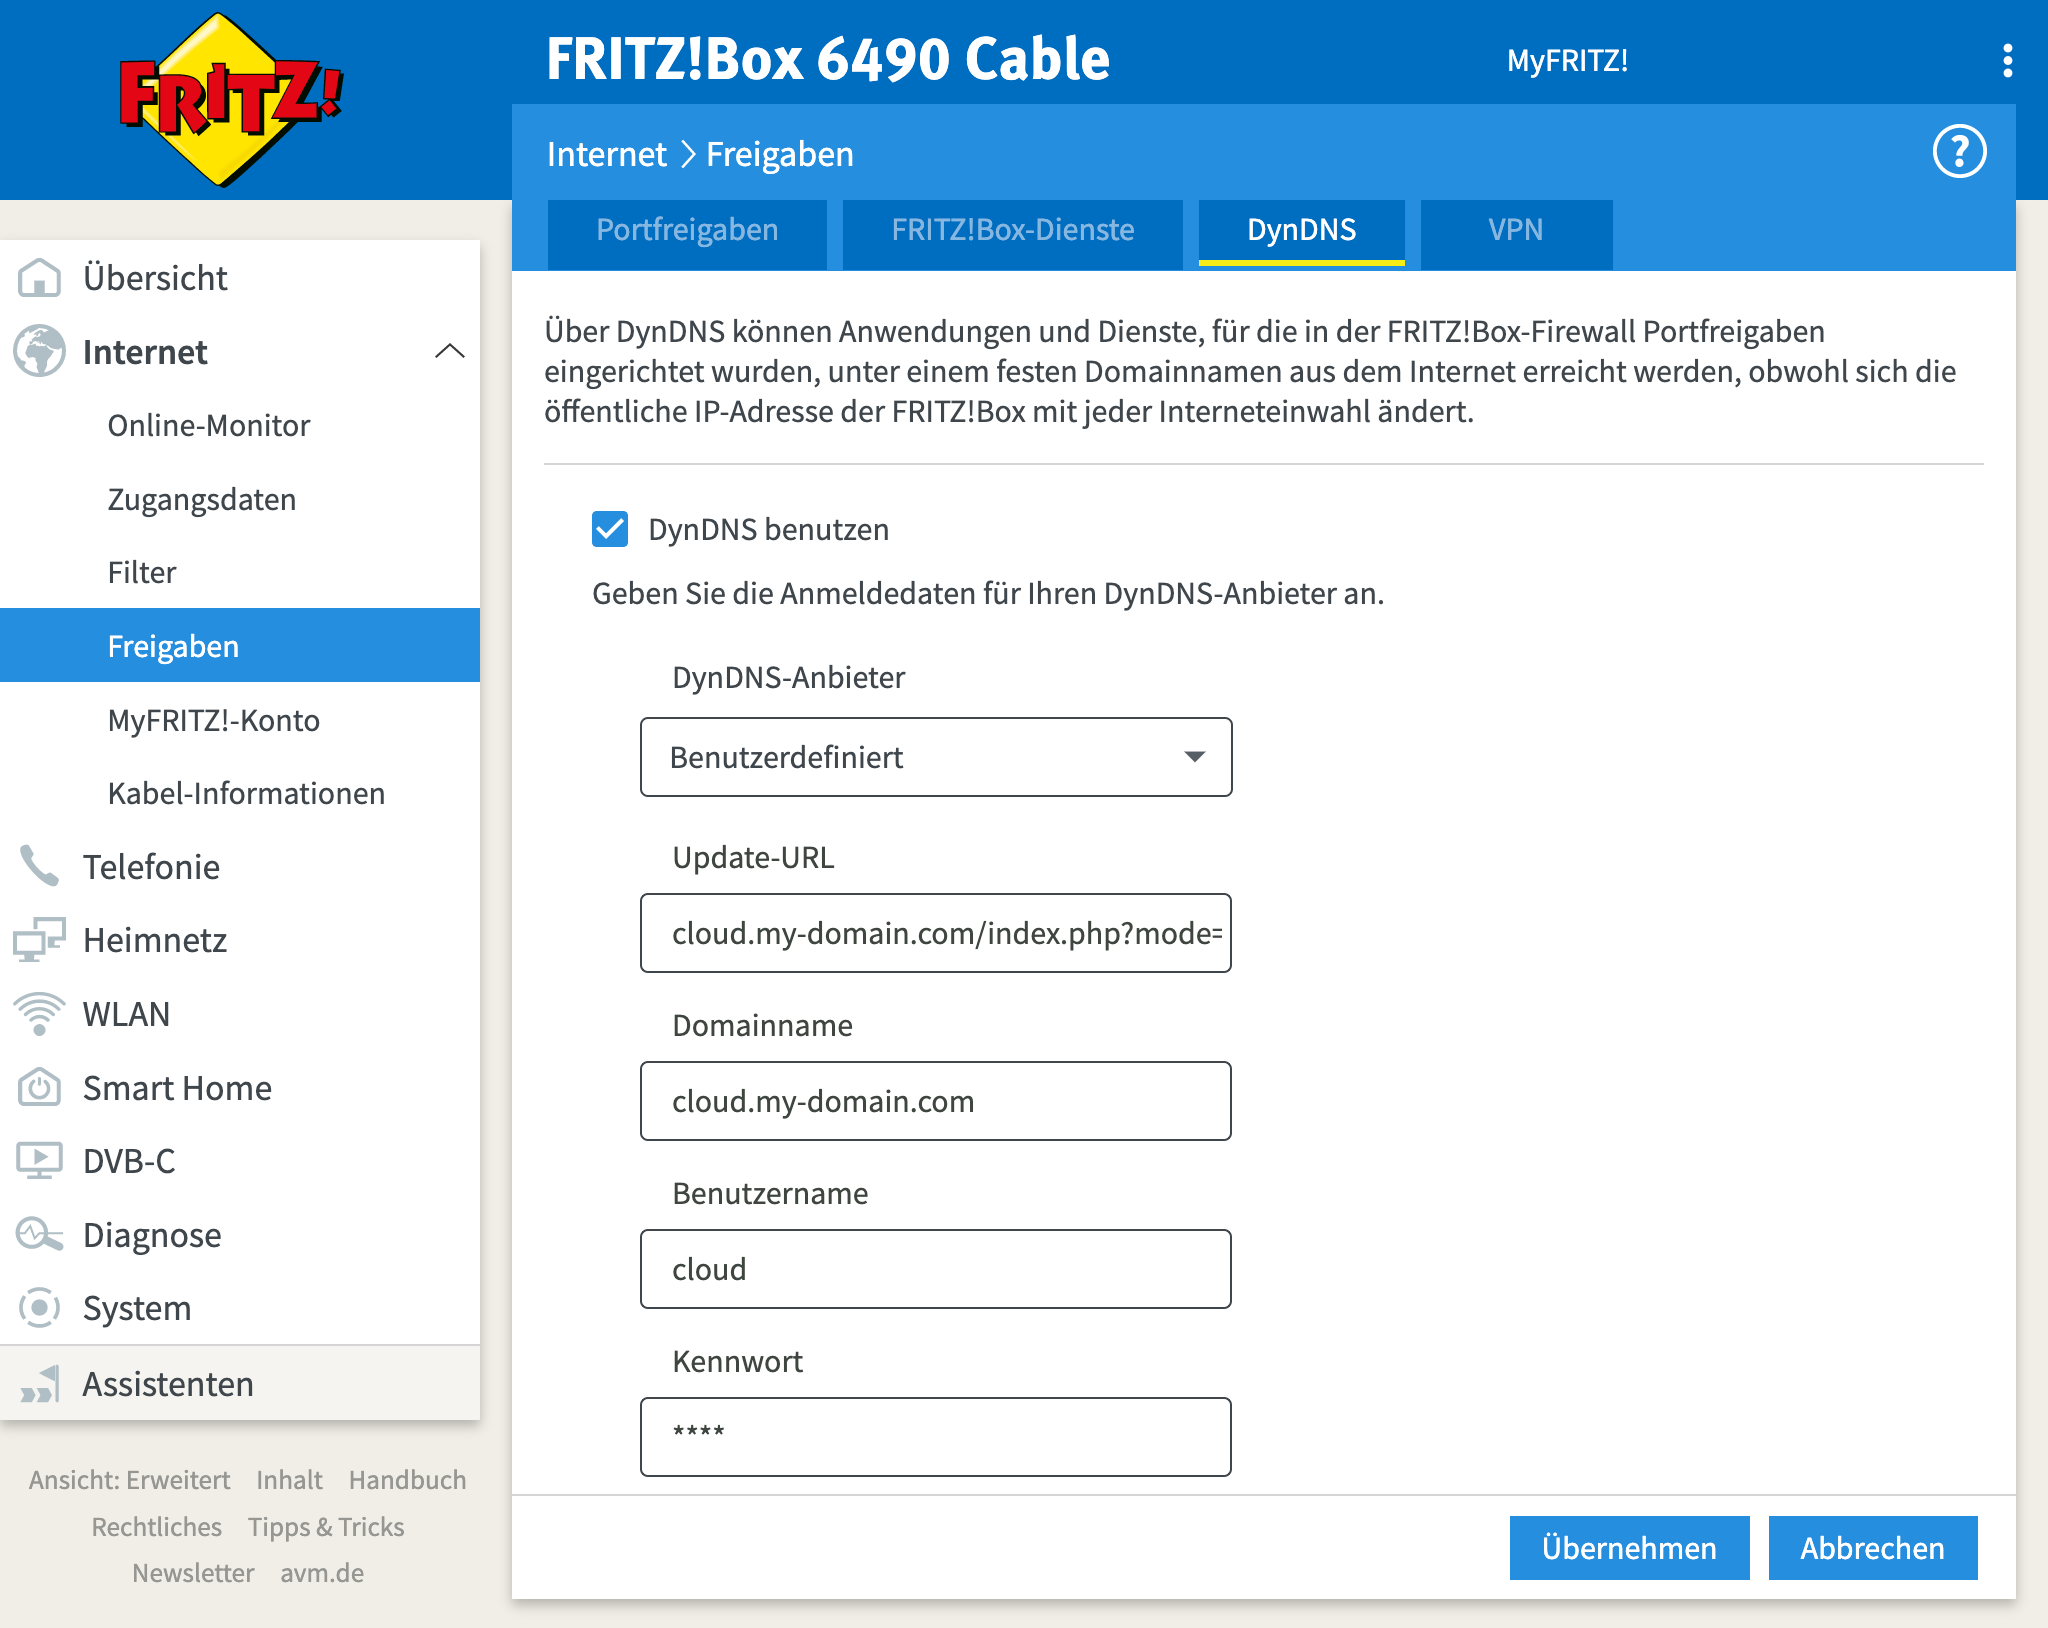 FRITZ!
FRITZ!Box 6490 Cable
MyFRITZ!
Internet > Freigaben
?
Portfreigaben
FRITZ!Box-Dienste
DynDNS
VPN
Übersicht
Internet
Online-Monitor
Zugangsdaten
Filter
Freigaben
MyFRITZ!-Konto
Kabel-Informationen
Telefonie
Heimnetz
WLAN
Smart Home
DVB-C
Diagnose
System
Assistenten
Ansicht: Erweitert Inhalt Handbuch
Rechtliches Tipps & Tricks
Newsletter avm.de
Über DynDNS können Anwendungen und Dienste, für die in der FRITZ!Box-Firewall Portfreigaben
eingerichtet wurden, unter einem festen Domainnamen aus dem Internet erreicht werden, obwohl sich die
öffentliche IP-Adresse der FRITZ!Box mit jeder Interneteinwahl ändert.
DynDNS benutzen
Geben Sie die Anmeldedaten für Ihren DynDNS-Anbieter an.
DynDNS-Anbieter
Benutzerdefiniert
Update-URL
cloud.my-domain.com/index.php?mode=
Domainname
cloud.my-domain.com
Benutzername
cloud
Kennwort
****
Übernehmen
Abbrechen